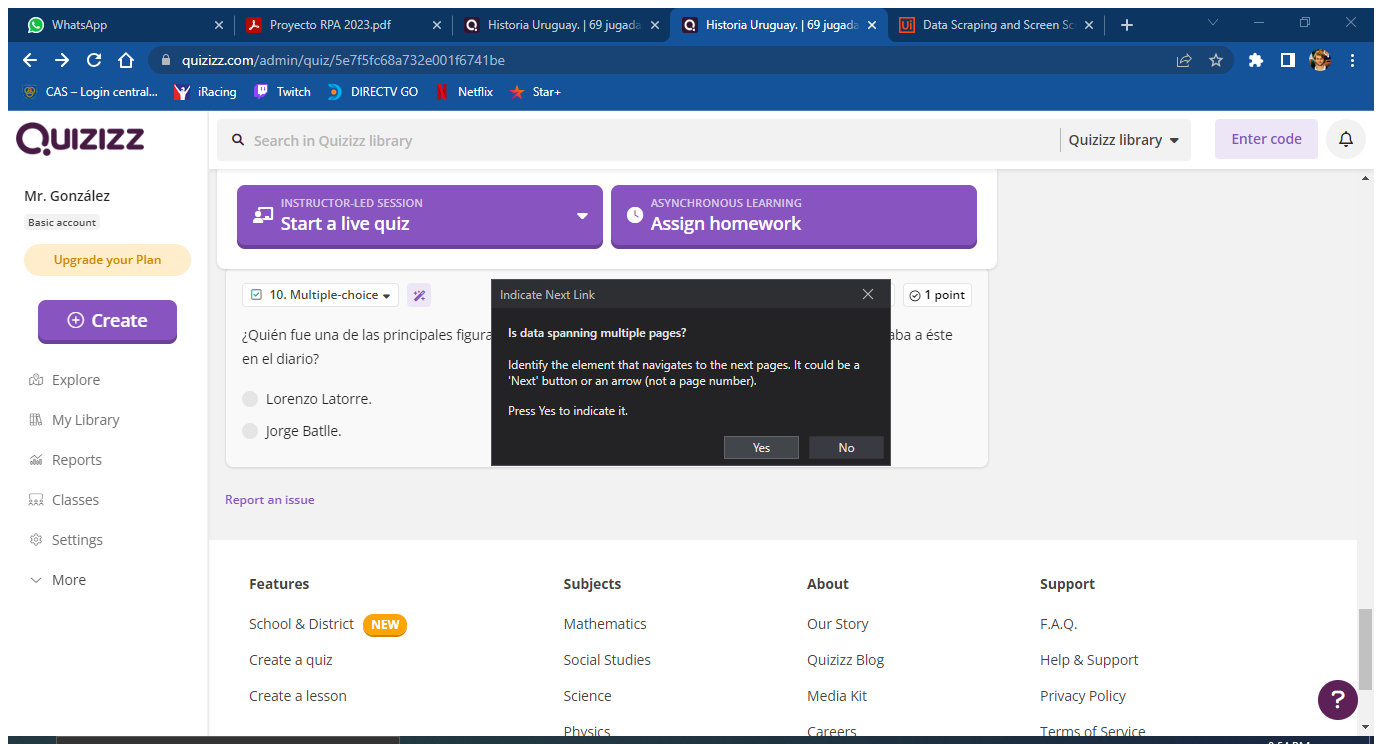 WhatsApp
Proyecto RPA 2023.pdf
Historia Uruguay. | 69 jugada
Historia Uruguay. | 69 jugada
Data Scraping and Screen Sc
quizizz.com/admin/quiz/5e7f5fc68a732e001f6741be
CAS – Login central...
iRacing
Twitch
DIRECTV GO
Netflix
Star+
QUIZIZZ
Search in Quizizz library
Quizizz library
Enter code
Mr. González
Basic account
Upgrade your Plan
Create
Explore
My Library
Reports
Classes
Settings
More
INSTRUCTOR-LED SESSION
Start a live quiz
ASYNCHRONOUS LEARNING
Assign homework
10. Multiple-choice
1 point
¿Quién fue una de las principales figura
aba a éste
en el diario?
Lorenzo Latorre.
Jorge Batlle.
Indicate Next Link
Is data spanning multiple pages?
Identify the element that navigates to the next pages. It could be a
'Next' button or an arrow (not a page number).
Press Yes to indicate it.
Yes
No
Report an issue
Features
School & District NEW
Create a quiz
Create a lesson
Subjects
Mathematics
Social Studies
Science
Physics
About
Our Story
Quizizz Blog
Media Kit
Careers
Support
F.A.Q.
Help & Support
Privacy Policy
Terms of Service
?